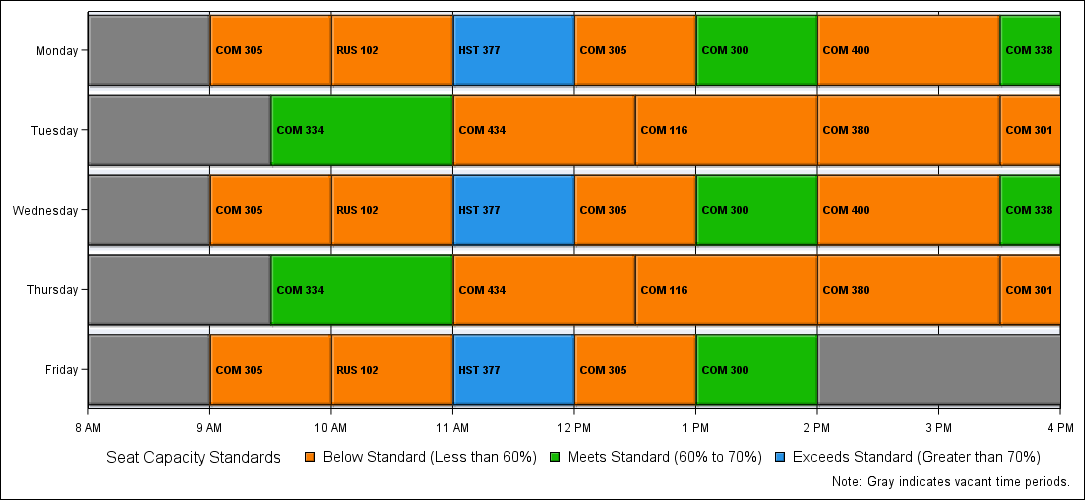 Monday COM 305 RUS 102 HST 377 COM 305 COM 300 COM 400 COM 338
Tuesday COM 334 COM 434 COM 116 COM 380 COM 301
Wednesday COM 305 RUS 102 HST 377 COM 305 COM 300 COM 400 COM 338
Thursday COM 334 COM 434 COM 116 COM 380 COM 301
Friday COM 305 RUS 102 HST 377 COM 305 COM 300
8 AM 9 AM 10 AM 11 AM 12 PM 1 PM 2 PM 3 PM 4 PM
Seat Capacity Standards Below Standard (Less than 60%) Meets Standard (60% to 70%) Exceeds Standard (Greater than 70%)
Note: Gray indicates vacant time periods.